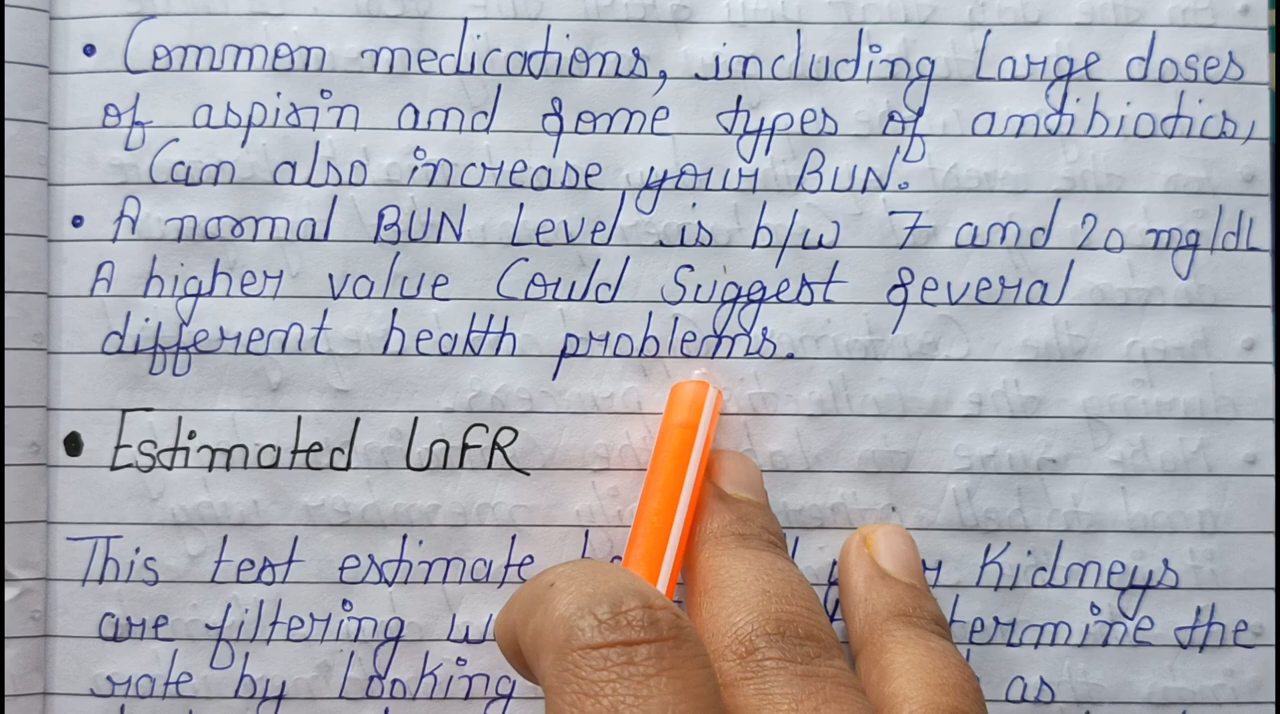 • Common medications, including Large doses
of aspirin and some types of antibiotics,
Can also increase your BUN.
• A normal BUN Level is b/w 7 and 20 mg/dL
A higher value Could Suggest several
different health problems.
• Estimated GFR
This test estimate Kidneys
are filtering the
rate by Looking as